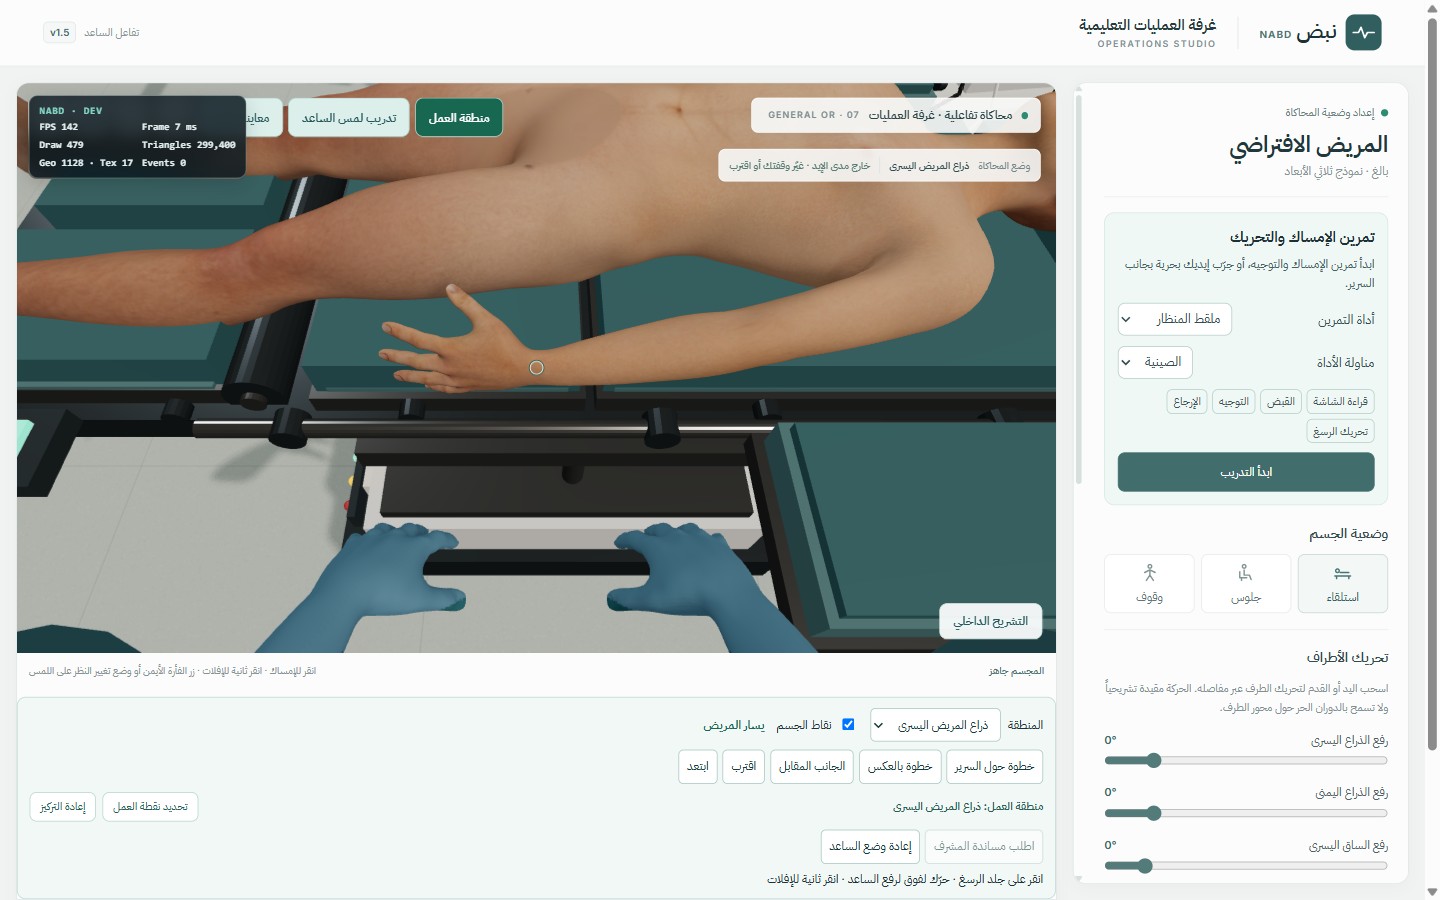 نبض NABD
غرفة العمليات التعليمية
OPERATIONS STUDIO
تفاعل الساعد v1.5
إعداد وضعية المحاكاة
المريض الافتراضي
بالغ · نموذج ثلاثي الأبعاد
تمرين الإمساك والتحريك
ابدأ تمرين الإمساك والتوجيه، أو جرّب إيديك بحرية بجانب
السرير.
أداة التمرين ملقط المنظار
مناولة الأداة الصينية
قراءة الشاشة القبض التوجيه الإرجاع
تحريك الرسغ
ابدأ التدريب
وضعية الجسم
استلقاء جلوس وقوف
تحريك الأطراف
اسحب اليد أو القدم لتحريك الطرف عبر مفاصله. الحركة مقيدة تشريحياً
ولا تسمح بالدوران الحر حول محور الطرف.
رفع الذراع اليسرى 0°
رفع الذراع اليمنى 0°
رفع الساق اليسرى 0°
محاكاة تفاعلية · غرفة العمليات GENERAL OR · 07
وضع المحاكاة ذراع المريض اليسرى خارج مدى الإيد · غيّر وقفتك أو اقترب
منطقة العمل تدريب لمس الساعد
NABD · DEV
FPS 142 Frame 7 ms
Draw 479 Triangles 299,400
Geo 1128 · Tex 17 Events 0
التشريح الداخلي
المجسم جاهز
انقر للإمساك · انقر ثانية للإفلات · زر الفأرة الأيمن أو وضع تغيير النظر على اللمس
المنطقة ذراع المريض اليسرى نقاط الجسم يسار المريض
خطوة حول السرير خطوة بالعكس الجانب المقابل اقترب ابتعد
منطقة العمل: ذراع المريض اليسرى تحديد نقطة العمل إعادة التركيز
اطلب مساندة المشرف إعادة وضع الساعد
انقر على جلد الرسغ · حرّك لفوق لرفع الساعد · انقر ثانية للإفلات